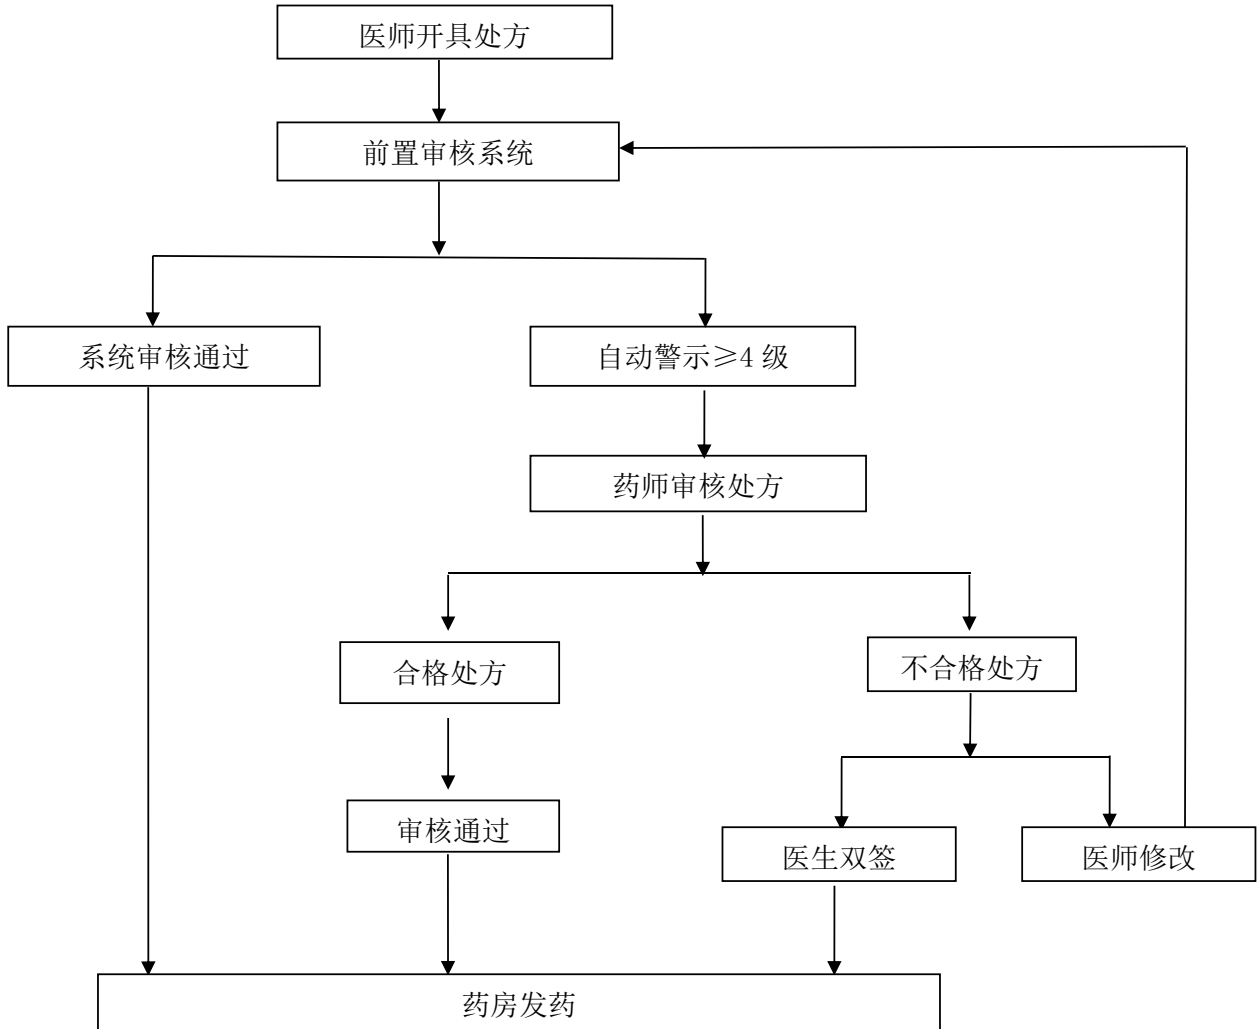 医师开具处方
前置审核系统
系统审核通过
自动警示≥4 级
药师审核处方
合格处方
不合格处方
审核通过
医生双签
医师修改
药房发药